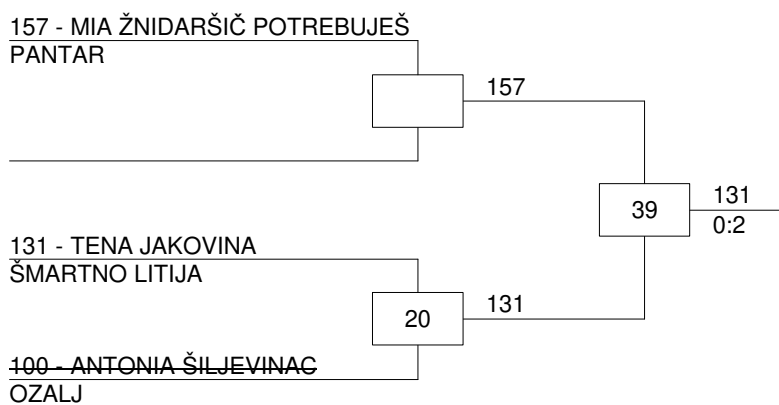 157 - MIA ŽNIDARŠIČ POTREBUJEŠ
PANTAR
157
39
131
0:2
131 - TENA JAKOVINA
ŠMARTNO LITIJA
20
131
100 - ANTONIA ŠILJEVINAC
OZALJ